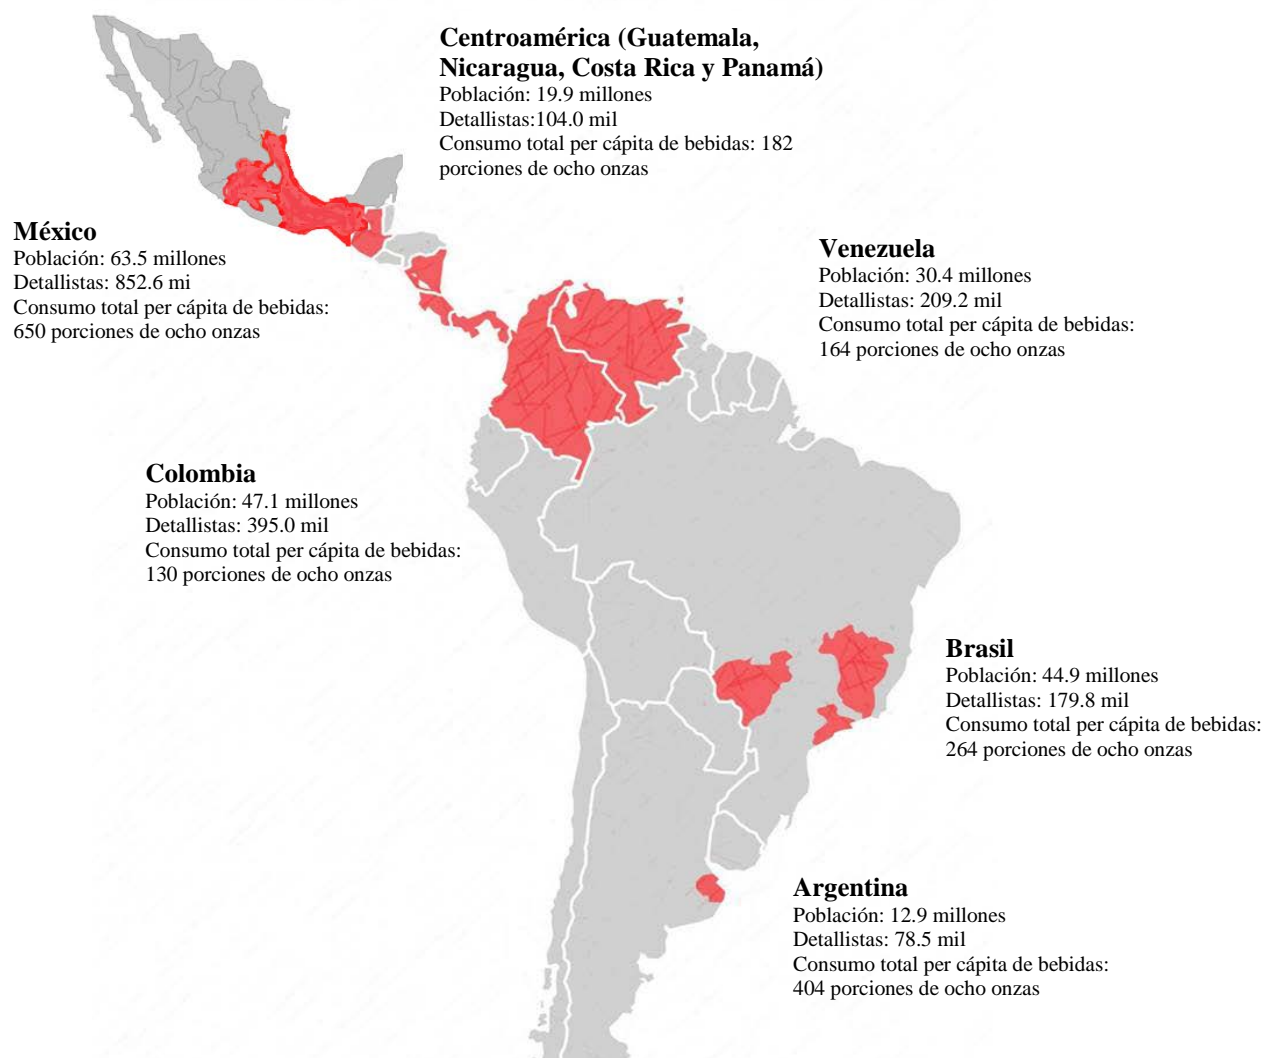 Centroamérica (Guatemala,
Nicaragua, Costa Rica y Panamá)
Población: 19.9 millones
Detallistas:104.0 mil
Consumo total per cápita de bebidas: 182
porciones de ocho onzas
México
Población: 63.5 millones
Detallistas: 852.6 mi
Consumo total per cápita de bebidas:
650 porciones de ocho onzas
Venezuela
Población: 30.4 millones
Detallistas: 209.2 mil
Consumo total per cápita de bebidas:
164 porciones de ocho onzas
Colombia
Población: 47.1 millones
Detallistas: 395.0 mil
Consumo total per cápita de bebidas:
130 porciones de ocho onzas
Brasil
Población: 44.9 millones
Detallistas: 179.8 mil
Consumo total per cápita de bebidas:
264 porciones de ocho onzas
Argentina
Población: 12.9 millones
Detallistas: 78.5 mil
Consumo total per cápita de bebidas:
404 porciones de ocho onzas